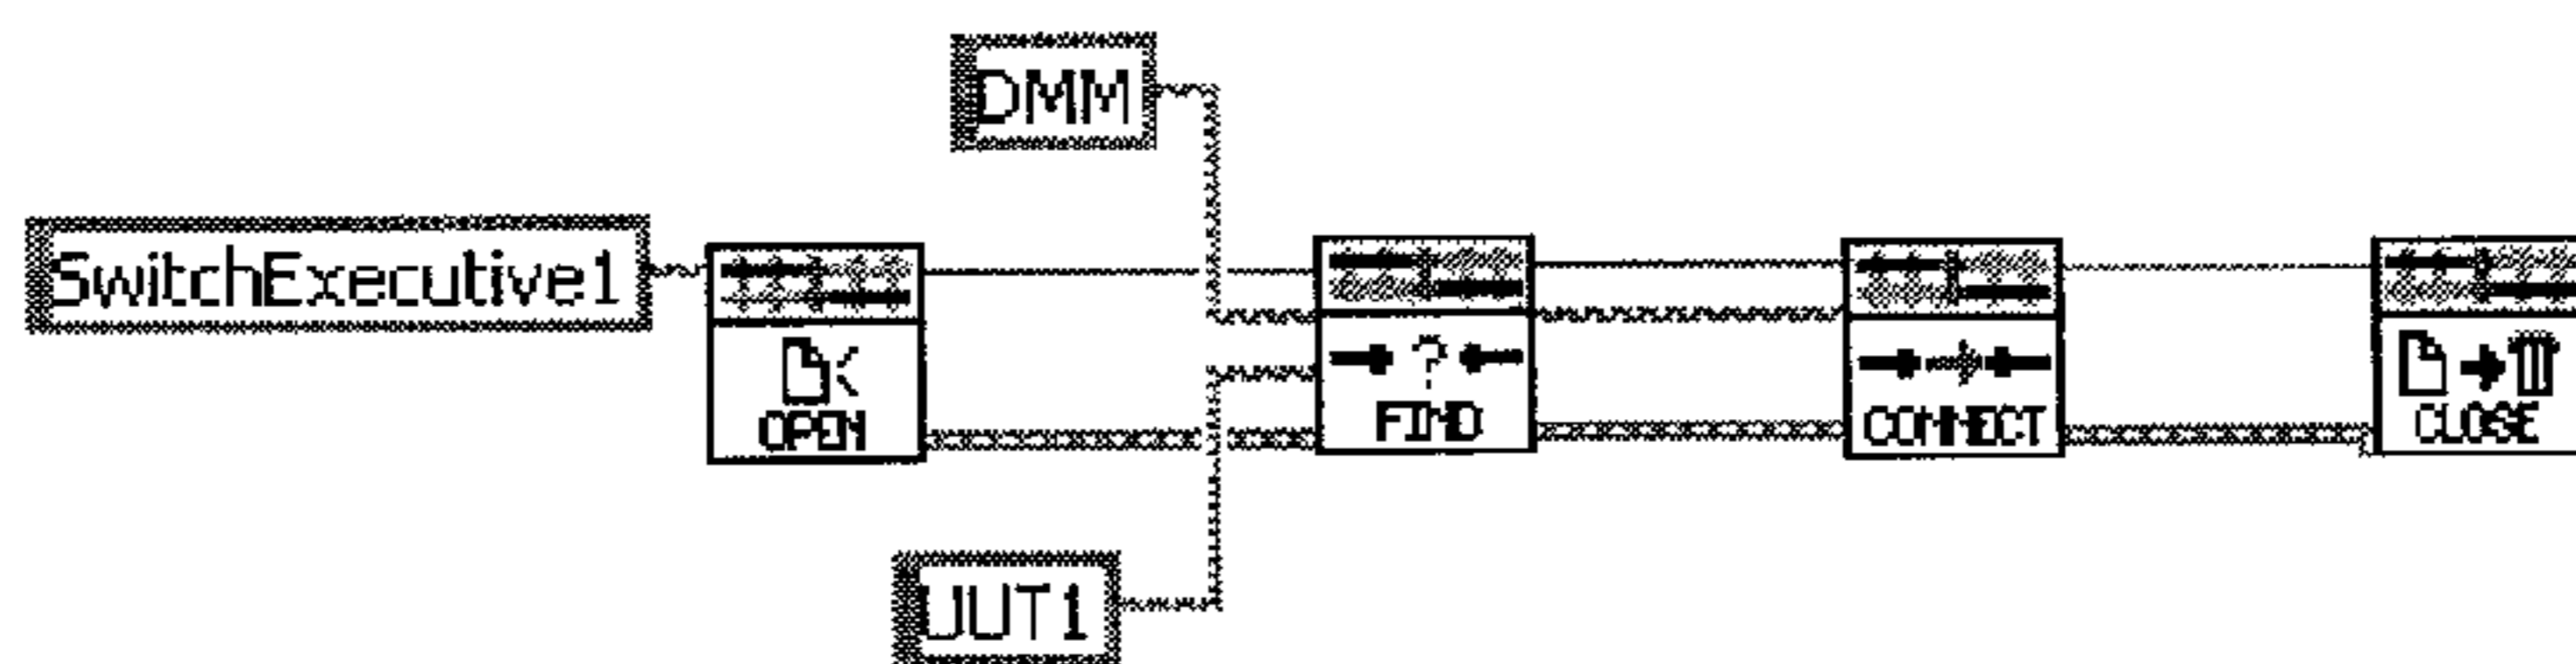 DMM
SwitchExecutive1
OPEN
? FIND
CONNECT
CLOSE
UUT1